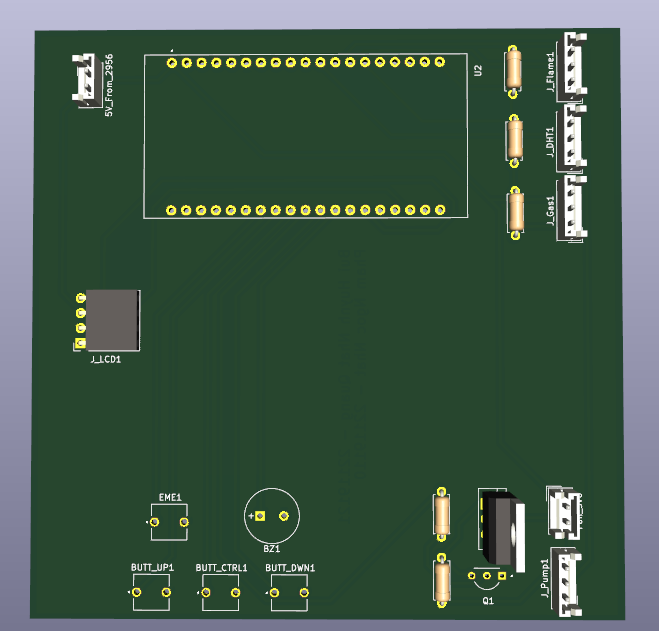 5V_From_2956
U2
J_Flame1
J_DHT1
J_Gas1
J_LCD1
EME1
+
BZ1
BUTT_UP1
BUTT_CTRL1
BUTT_DWN1
Q1
J_Pump1